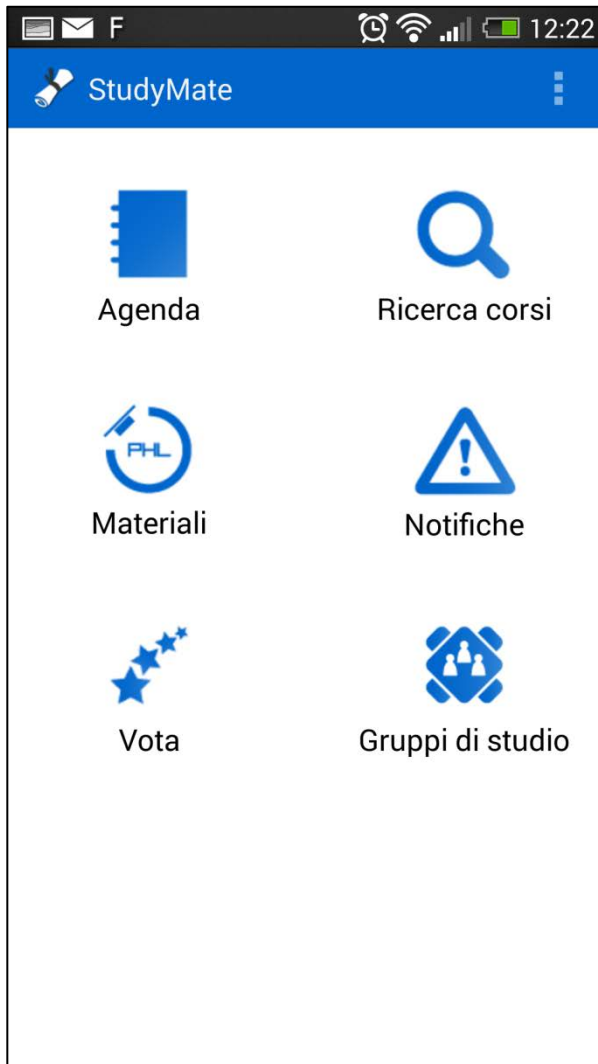 F 12:22
StudyMate
Agenda Ricerca corsi
PHL
Materiali Notifiche
Vota Gruppi di studio